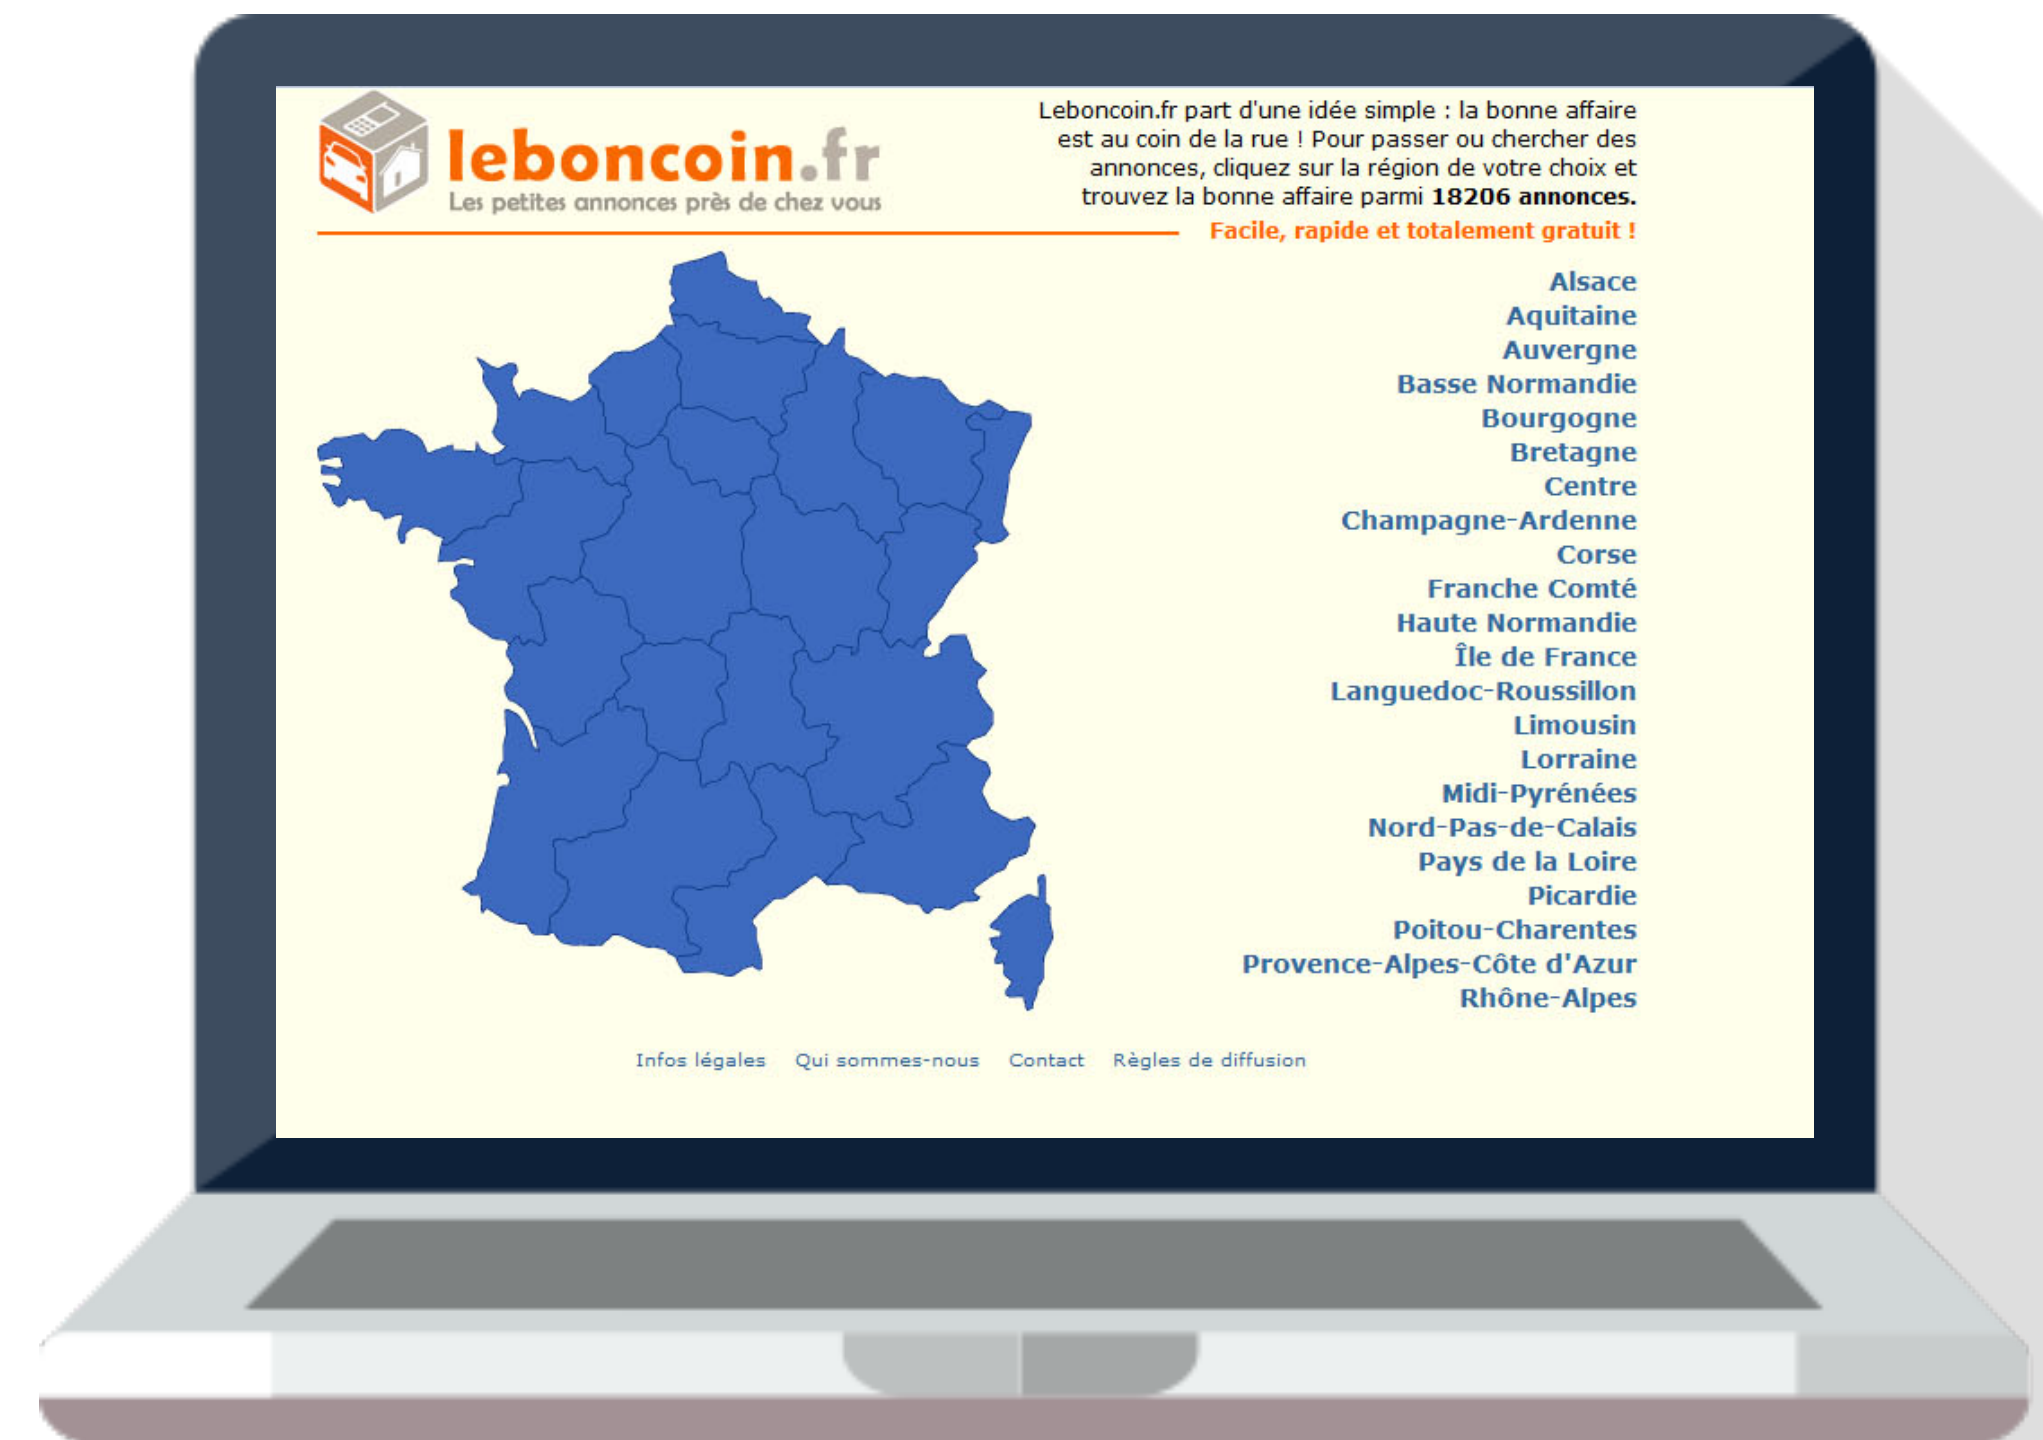 leboncoin.fr
Les petites annonces près de chez vous
Leboncoin.fr part d'une idée simple : la bonne affaire
est au coin de la rue ! Pour passer ou chercher des
annonces, cliquez sur la région de votre choix et
trouvez la bonne affaire parmi 18206 annonces.
Facile, rapide et totalement gratuit !
Alsace
Aquitaine
Auvergne
Basse Normandie
Bourgogne
Bretagne
Centre
Champagne-Ardenne
Corse
Franche Comté
Haute Normandie
Île de France
Languedoc-Roussillon
Limousin
Lorraine
Midi-Pyrénées
Nord-Pas-de-Calais
Pays de la Loire
Picardie
Poitou-Charentes
Provence-Alpes-Côte d'Azur
Rhône-Alpes
Infos légales Qui sommes-nous Contact Règles de diffusion